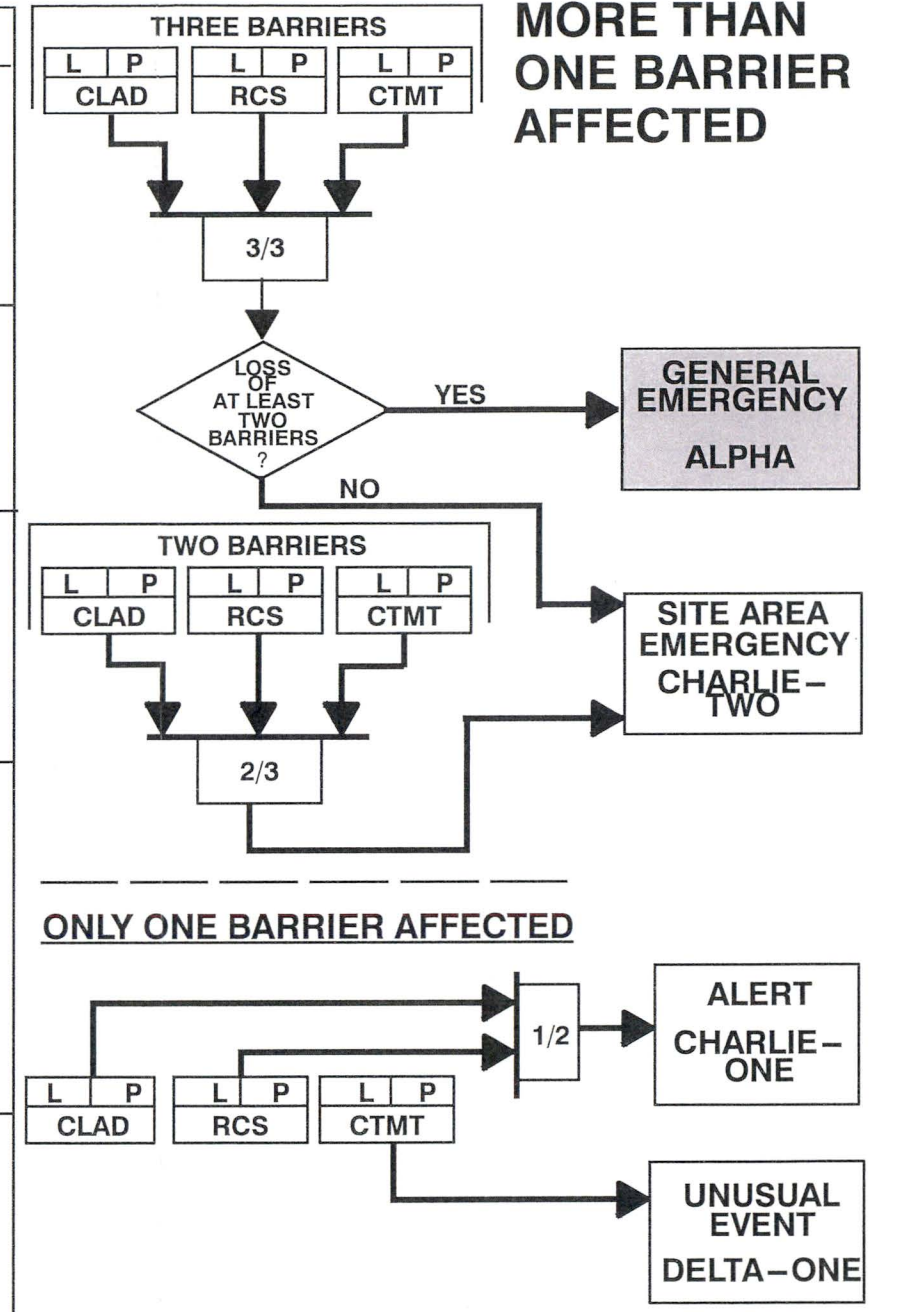 MORE THAN
ONE BARRIER
AFFECTED
THREE BARRIERS
L P L P L P
CLAD RCS CTMT
3/3
LOSS
OF
AT LEAST
TWO
BARRIERS
?
YES
GENERAL
EMERGENCY
ALPHA
NO
TWO BARRIERS
L P L P L P
CLAD RCS CTMT
SITE AREA
EMERGENCY
CHARLIE–
TWO
2/3
ONLY ONE BARRIER AFFECTED
1/2
ALERT
CHARLIE–
ONE
L P L P L P
CLAD RCS CTMT
UNUSUAL
EVENT
DELTA–ONE